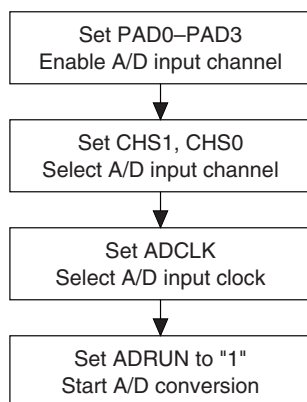 Set PAD0–PAD3
Enable A/D input channel
Set CHS1, CHS0
Select A/D input channel
Set ADCLK
Select A/D input clock
Set ADRUN to "1"
Start A/D conversion